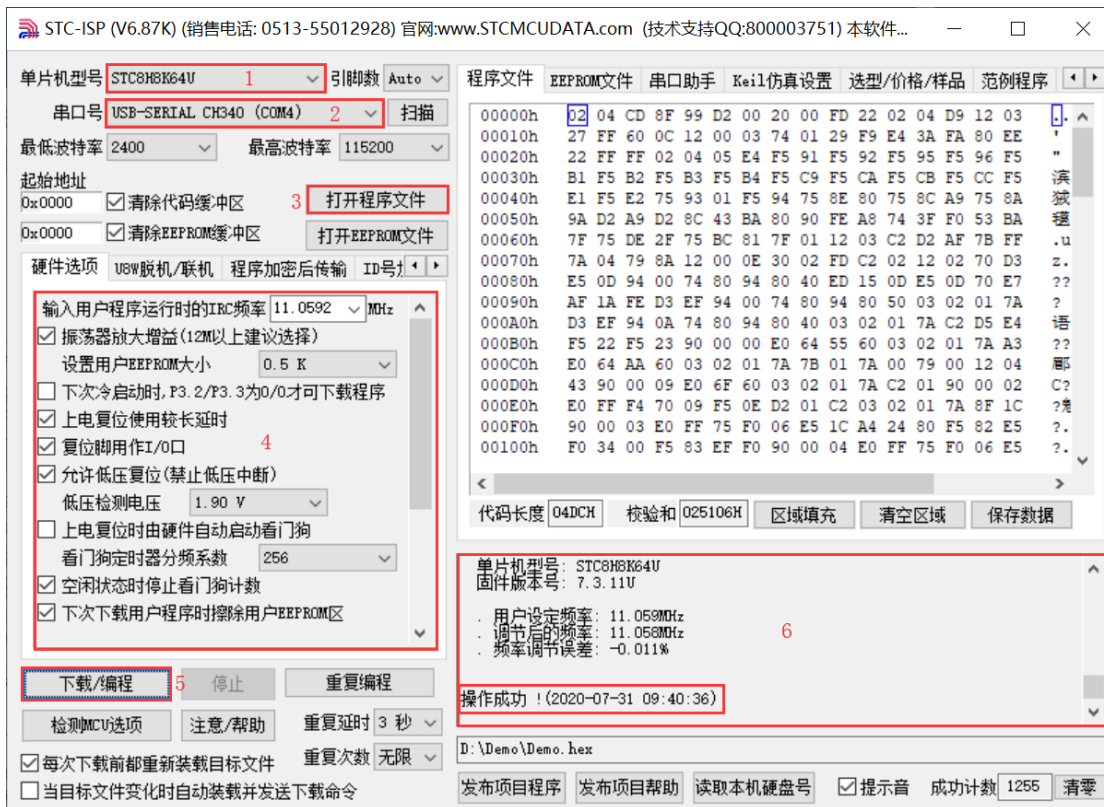 STC-ISP (V6.87K) (销售电话: 0513-55012928) 官网:www.STCMCUDATA.com (技术支持QQ:800003751) 本软件...
单片机型号 STC8H8K64U 1 引脚数 Auto
串口号 USB-SERIAL CH340 (COM4) 2 扫描
最低波特率 2400 最高波特率 115200
起始地址
0x0000 清除代码缓冲区 3 打开程序文件
0x0000 清除EEPROM缓冲区 打开EEPROM文件
硬件选项 U8W脱机/联机 程序加密后传输
输入用户程序运行时的IRC频率 11.0592 MHz
振荡器放大增益(12M以上建议选择)
设置用户EEPROM大小 0.5 K
下次冷启动时,P3.2/P3.3为0/0才可下载程序
上电复位使用较长延时
复位脚用作I/O口 4
允许低压复位(禁止低压中断)
低压检测电压 1.90 V
上电复位时由硬件自动启动看门狗
看门狗定时器分频系数 256
空闲状态时停止看门狗计数
下次下载用户程序时擦除用户EEPROM区
下载/编程 5 停止 重复编程
检测MCU选项 注意/帮助 重复延时 3 秒
每次下载前都重新装载目标文件 重复次数 无限
当目标文件变化时自动装载并发送下载命令
程序文件 EEPROM文件 串口助手 Keil仿真设置 选型/价格/样品 范例程序
00000h 02 04 CD 8F 99 D2 00 20 00 FD 22 02 04 D9 12 03 ..
00010h 27 FF 60 0C 12 00 03 74 01 29 F9 E4 3A FA 80 EE '
00020h 22 FF FF 02 04 05 E4 F5 91 F5 92 F5 95 F5 96 F5 "
00030h B1 F5 B2 F5 B3 F5 B4 F5 C9 F5 CA F5 CB F5 CC F5 滨
00040h E1 F5 E2 75 93 01 F5 94 75 8E 80 75 8C A9 75 8A
00050h 9A D2 A9 D2 8C 43 BA 80 90 FE A8 74 3F F0 53 BA
00060h 7F 75 DE 2F 75 BC 81 7F 01 12 03 C2 D2 AF 7B FF .u
00070h 7A 04 79 8A 12 00 0E 30 02 FD C2 02 12 02 70 D3 z.
00080h E5 0D 94 00 74 80 94 80 40 ED 15 0D E5 0D 70 E7 ??
00090h AF 1A FE D3 EF 94 00 74 80 94 80 50 03 02 01 7A ?
000A0h D3 EF 94 0A 74 80 94 80 40 03 02 01 7A C2 D5 E4 语
000B0h F5 22 F5 23 90 00 00 E0 64 55 60 03 02 01 7A A3 ??
000C0h E0 64 AA 60 03 02 01 7A 7B 01 7A 00 79 00 12 04
000D0h 43 90 00 09 E0 6F 60 03 02 01 7A C2 01 90 00 02 C?
000E0h E0 FF F4 70 09 F5 0E D2 01 C2 03 02 01 7A 8F 1C
000F0h 90 00 03 E0 FF 75 F0 06 E5 1C A4 24 80 F5 82 E5 ?.
00100h F0 34 00 F5 83 EF F0 90 00 04 E0 FF 75 F0 06 E5 ?.
代码长度 04DCH 校验和 025106H 区域填充 清空区域 保存数据
单片机型号: STC8H8K64U
固件版本号: 7.3.11U
. 用户设定频率: 11.059MHz
. 调节后的频率: 11.058MHz
. 频率调节误差: -0.011%
6
操作成功 !(2020-07-31 09:40:36)
D:\Demo\Demo.hex
发布项目程序 发布项目帮助 读取本机硬盘号 提示音 成功计数 1255 清零